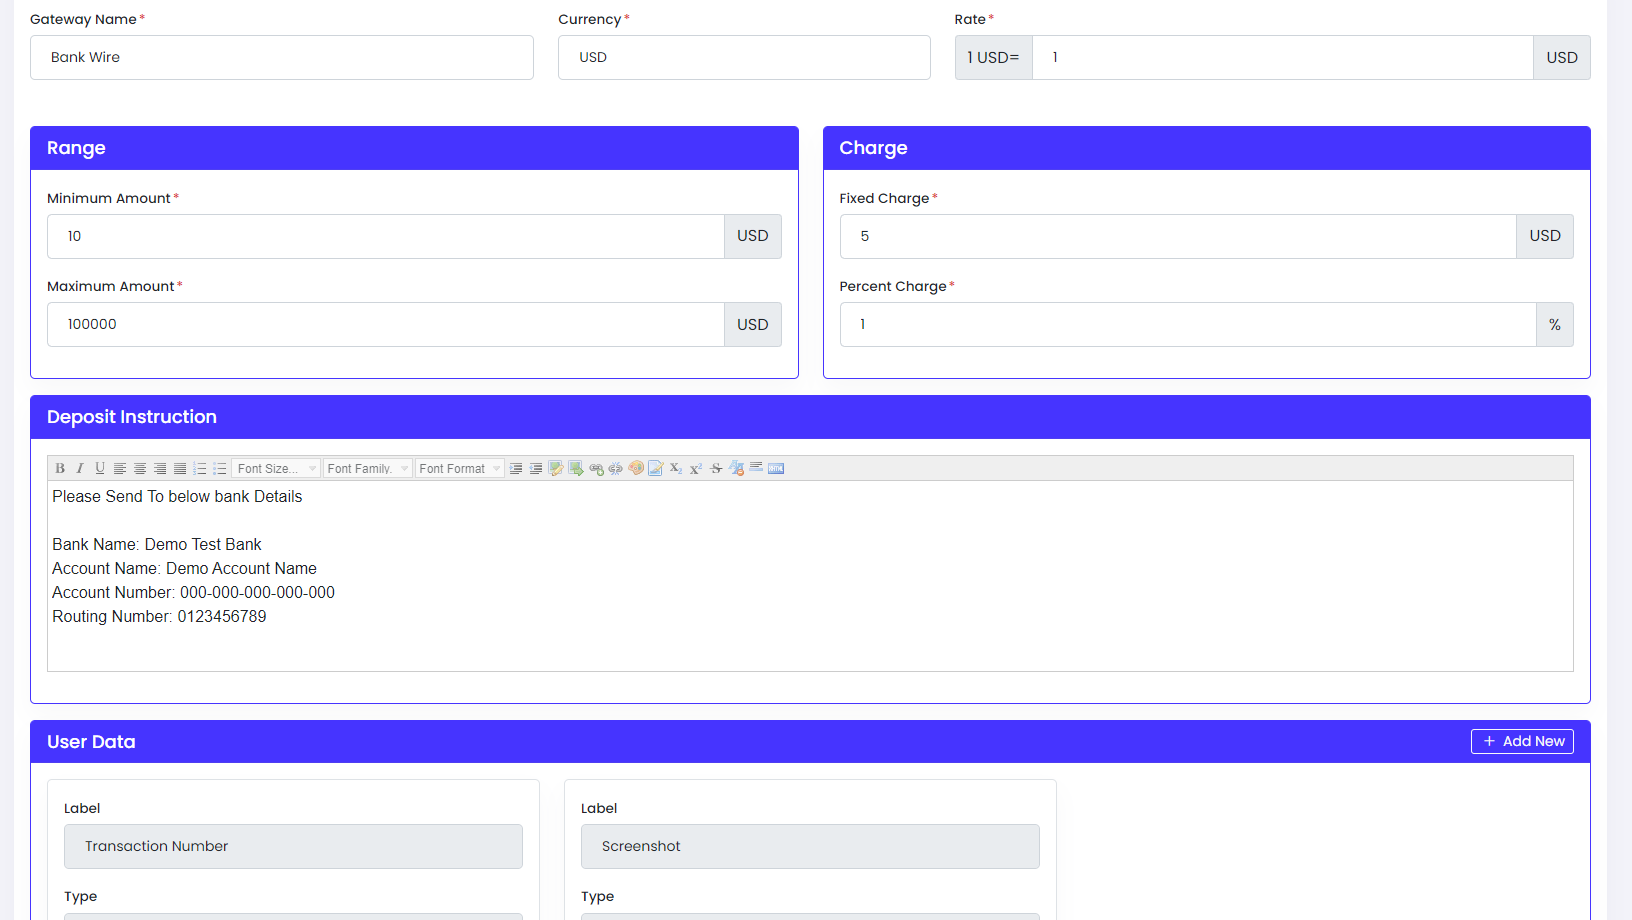 Gateway Name *
Currency *
Rate *
Bank Wire
USD
1 USD=
1
USD
Range
Charge
Minimum Amount *
Fixed Charge *
10
USD
5
USD
Maximum Amount *
Percent Charge *
100000
USD
1
%
Deposit Instruction
B I U Font Size... Font Family. Font Format X₂ X² S HTML
Please Send To below bank Details
Bank Name: Demo Test Bank
Account Name: Demo Account Name
Account Number: 000-000-000-000-000
Routing Number: 0123456789
User Data
+ Add New
Label
Label
Transaction Number
Screenshot
Type
Type